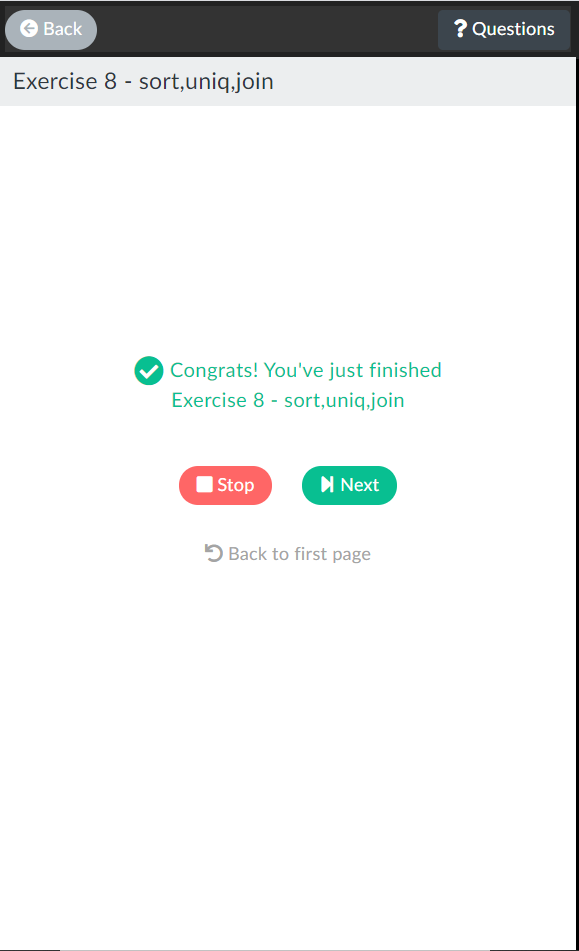 Back
Questions
Exercise 8 - sort,uniq,join
Congrats! You've just finished
Exercise 8 - sort,uniq,join
Stop
Next
Back to first page